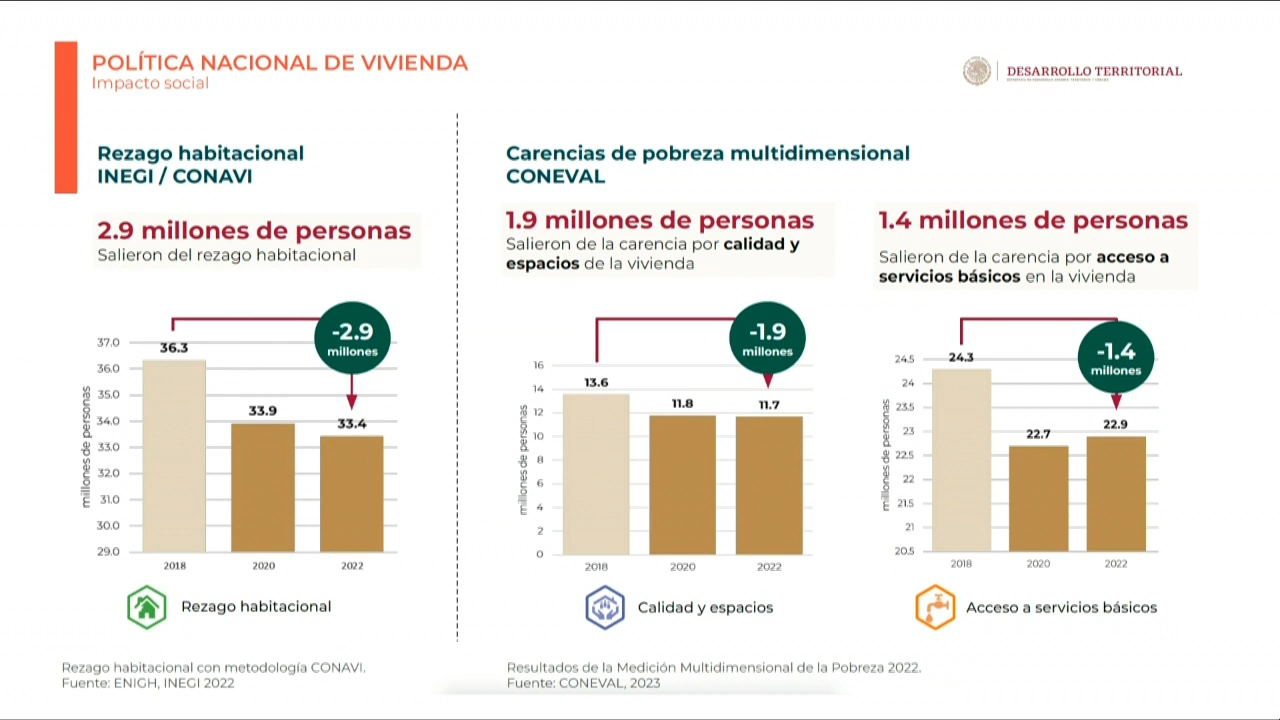 POLÍTICA NACIONAL DE VIVIENDA
Impacto social
DESARROLLO TERRITORIAL
Rezago habitacional
INEGI / CONAVI
2.9 millones de personas
Salieron del rezago habitacional
-2.9
millones
37.0
36.0
35.0
34.0
33.0
32.0
31.0
30.0
29.0
millones de personas
36.3
33.9
33.4
2018
2020
2022
Rezago habitacional
Rezago habitacional con metodología CONAVI.
Fuente: ENIGH, INEGI 2022
Carencias de pobreza multidimensional
CONEVAL
1.9 millones de personas
Salieron de la carencia por calidad y
espacios de la vivienda
-1.9
millones
16
14
12
10
8
6
4
2
0
millones de personas
13.6
11.8
11.7
2018
2020
2022
Calidad y espacios
1.4 millones de personas
Salieron de la carencia por acceso a
servicios básicos en la vivienda
-1.4
millones
24.5
24
23.5
23
22.5
22
21.5
21
20.5
millones de personas
24.3
22.7
22.9
2018
2020
2022
Acceso a servicios básicos
Resultados de la Medición Multidimensional de la Pobreza 2022.
Fuente: CONEVAL, 2023